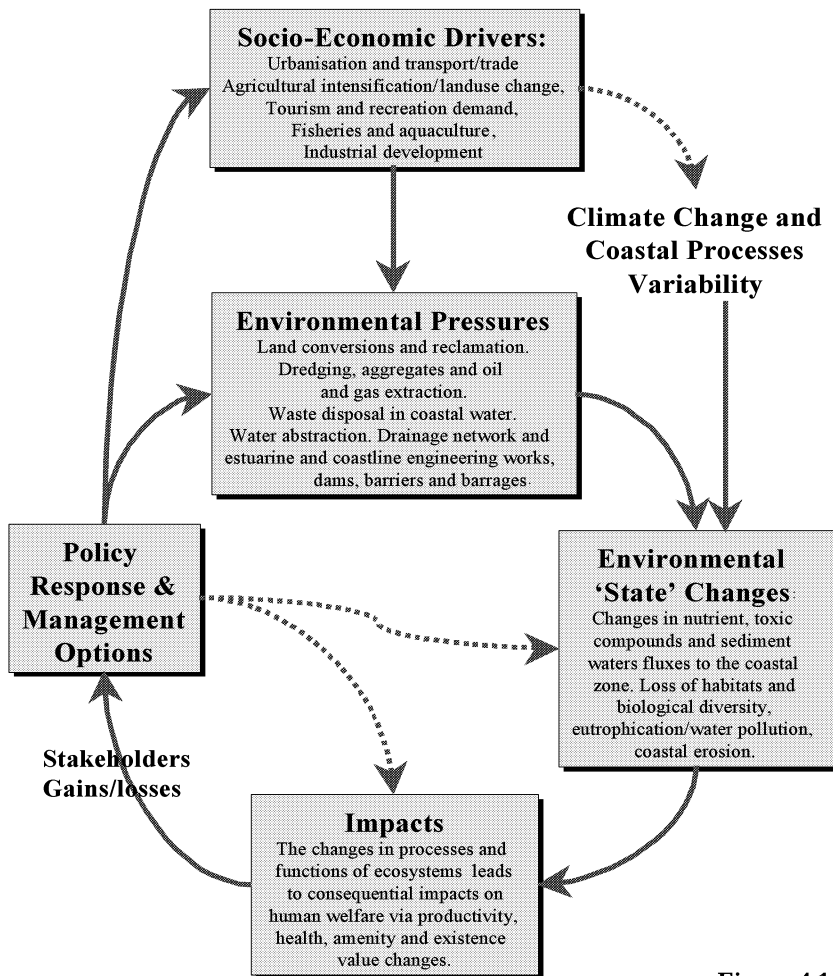 Socio-Economic Drivers:
Urbanisation and transport/trade
Agricultural intensification/landuse change,
Tourism and recreation demand,
Fisheries and aquaculture,
Industrial development
Climate Change and
Coastal Processes
Variability
Environmental Pressures
Land conversions and reclamation.
Dredging, aggregates and oil
and gas extraction.
Waste disposal in coastal water.
Water abstraction. Drainage network and
estuarine and coastline engineering works,
dams, barriers and barrages
Policy
Response &
Management
Options
Environmental
‘State’ Changes
Changes in nutrient, toxic
compounds and sediment
waters fluxes to the coastal
zone. Loss of habitats and
biological diversity,
eutrophication/water pollution,
coastal erosion.
Stakeholders
Gains/losses
Impacts
The changes in processes and
functions of ecosystems leads
to consequential impacts on
human welfare via productivity,
health, amenity and existence
value changes.